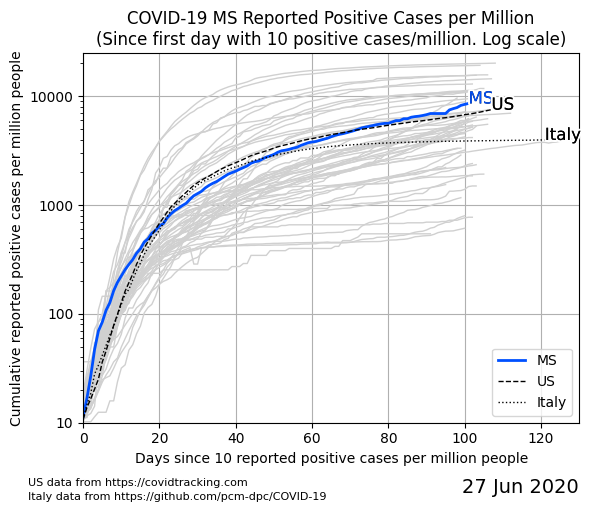 COVID-19 MS Reported Positive Cases per Million
(Since first day with 10 positive cases/million. Log scale)
Cumulative reported positive cases per million people
10000
1000
100
10
MS
US
Italy
MS
US
Italy
0 20 40 60 80 100 120
Days since 10 reported positive cases per million people
US data from https://covidtracking.com
Italy data from https://github.com/pcm-dpc/COVID-19
27 Jun 2020